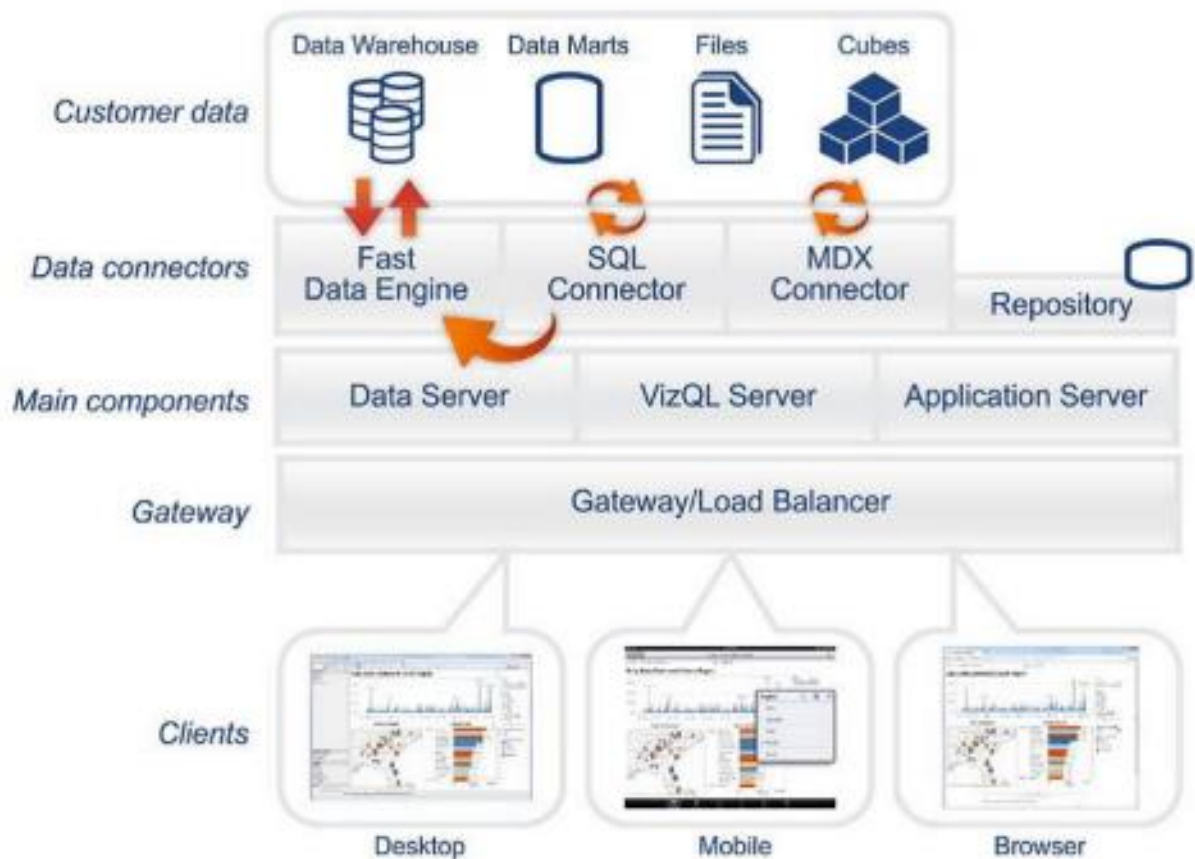 Data Warehouse
Data Marts
Files
Cubes
Customer data
Data connectors
Fast
Data Engine
SQL
Connector
MDX
Connector
Repository
Main components
Data Server
VizQL Server
Application Server
Gateway
Gateway/Load Balancer
Clients
Desktop
Mobile
Browser